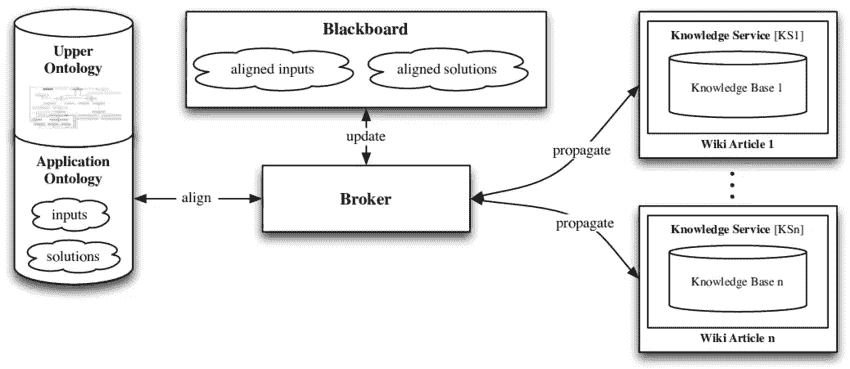 Upper
Ontology
Application
Ontology
inputs
solutions
align
Blackboard
aligned inputs
aligned solutions
update
Broker
propagate
propagate
Knowledge Service [KS1]
Knowledge Base 1
Wiki Article 1
Knowledge Service [KSn]
Knowledge Base n
Wiki Article n